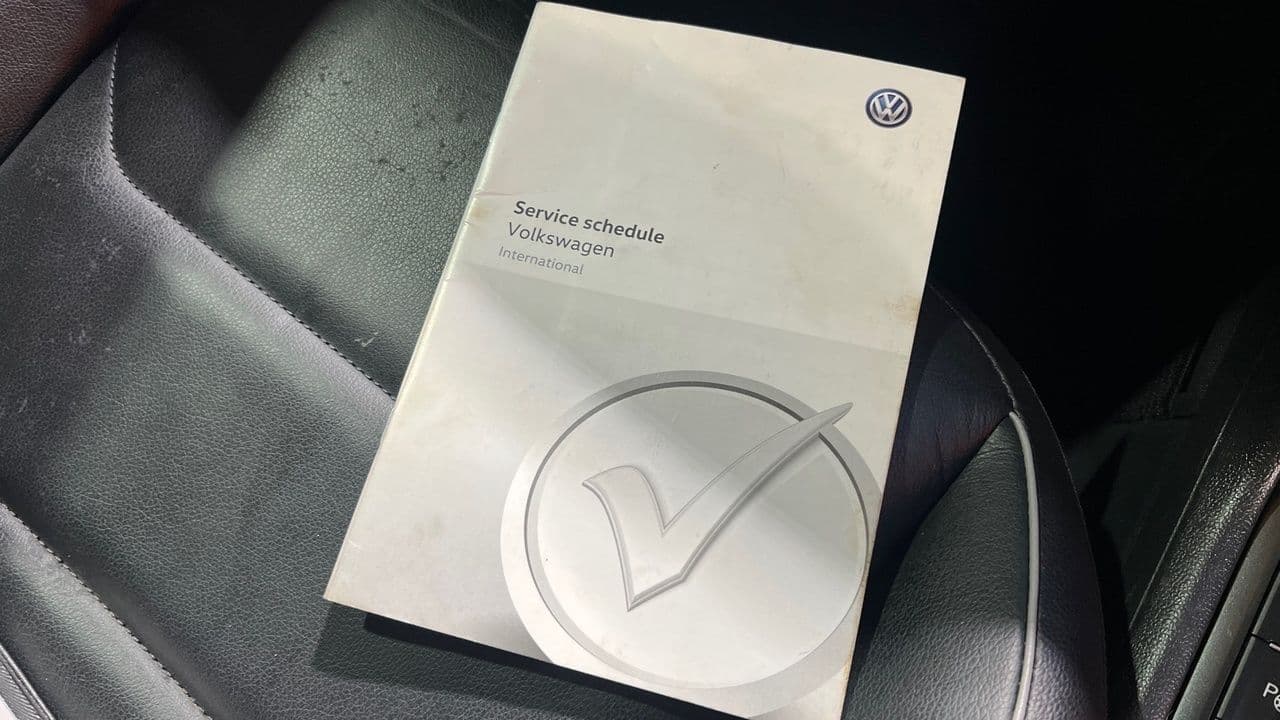 Service schedule
Volkswagen
International
P